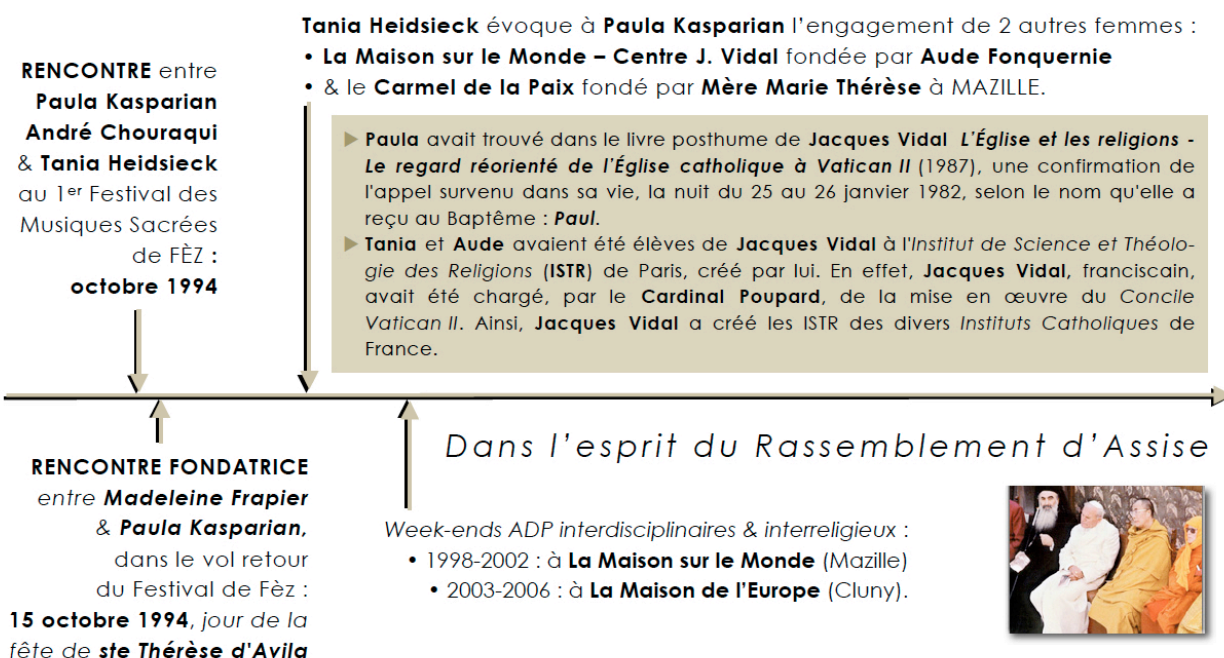 RENCONTRE entre
Paula Kasparian
André Chouraqui
& Tania Heidsieck
au 1er Festival des
Musiques Sacrées
de FÈZ :
octobre 1994
Tania Heidsieck évoque à Paula Kasparian l'engagement de 2 autres femmes :
• La Maison sur le Monde – Centre J. Vidal fondée par Aude Fonquernie
• & le Carmel de la Paix fondé par Mère Marie Thérèse à MAZILLE.
Paula avait trouvé dans le livre posthume de Jacques Vidal L'Église et les religions -
Le regard réorienté de l'Église catholique à Vatican II (1987), une confirmation de
l'appel survenu dans sa vie, la nuit du 25 au 26 janvier 1982, selon le nom qu'elle a
reçu au Baptême : Paul.
Tania et Aude avaient été élèves de Jacques Vidal à l'Institut de Science et Théolo-
gie des Religions (ISTR) de Paris, créé par lui. En effet, Jacques Vidal, franciscain,
avait été chargé, par le Cardinal Poupard, de la mise en œuvre du Concile
Vatican II. Ainsi, Jacques Vidal a créé les ISTR des divers Instituts Catholiques de
France.
RENCONTRE FONDATRICE
entre Madeleine Frapier
& Paula Kasparian,
dans le vol retour
du Festival de Fèz :
15 octobre 1994, jour de la
fête de ste Thérèse d'Avila
Dans l'esprit du Rassemblement d'Assise
Week-ends ADP interdisciplinaires & interreligieux :
• 1998-2002 : à La Maison sur le Monde (Mazille)
• 2003-2006 : à La Maison de l'Europe (Cluny).